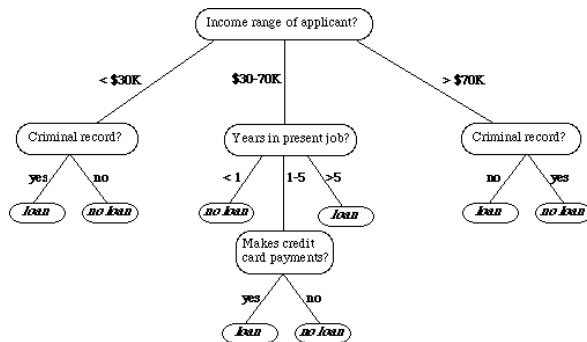 Income range of applicant?
< $30K
$30-70K
> $70K
Criminal record?
Years in present job?
Criminal record?
yes
no
< 1
1-5
>5
no
yes
loan
no loan
no loan
loan
loan
no loan
Makes credit
card payments?
yes
no
loan
no loan